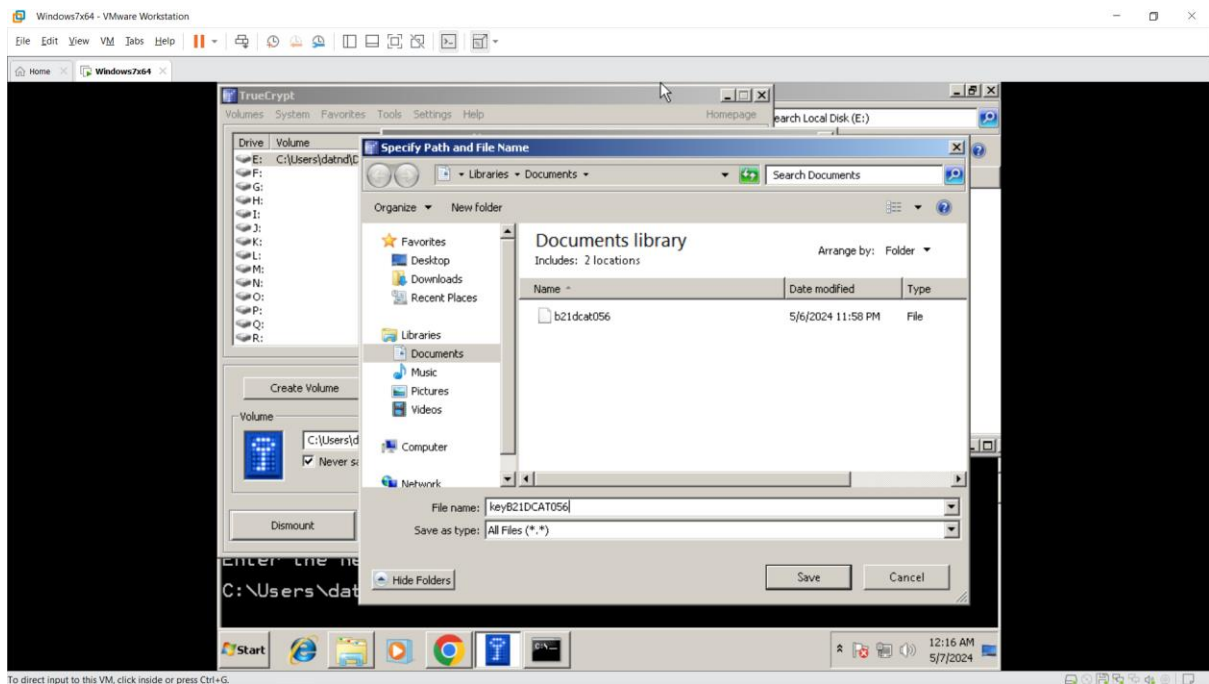 Windows7x64 - VMware Workstation
File Edit View VM Tabs Help
Home Windows7x64
TrueCrypt
Volumes System Favorites Tools Settings Help Homepage
earch Local Disk (E:)
Drive Volume
E: C:\Users\datnd\D
F:
G:
H:
I:
J:
K:
L:
M:
N:
O:
P:
Q:
R:
Create Volume
Volume
C:\Users\d
Never sa
Dismount
Specify Path and File Name
Libraries Documents
Search Documents
Organize New folder
Favorites
Desktop
Downloads
Recent Places
Libraries
Documents
Music
Pictures
Videos
Computer
Network
Documents library
Includes: 2 locations
Arrange by: Folder
Name Date modified Type
b21dcat056 5/6/2024 11:58 PM File
File name: keyB21DCAT056
Save as type: All Files (*.*)
Hide Folders Save Cancel
Enter the ne
C:\Users\dat
Start
12:16 AM
5/7/2024
To direct input to this VM, click inside or press Ctrl+G.